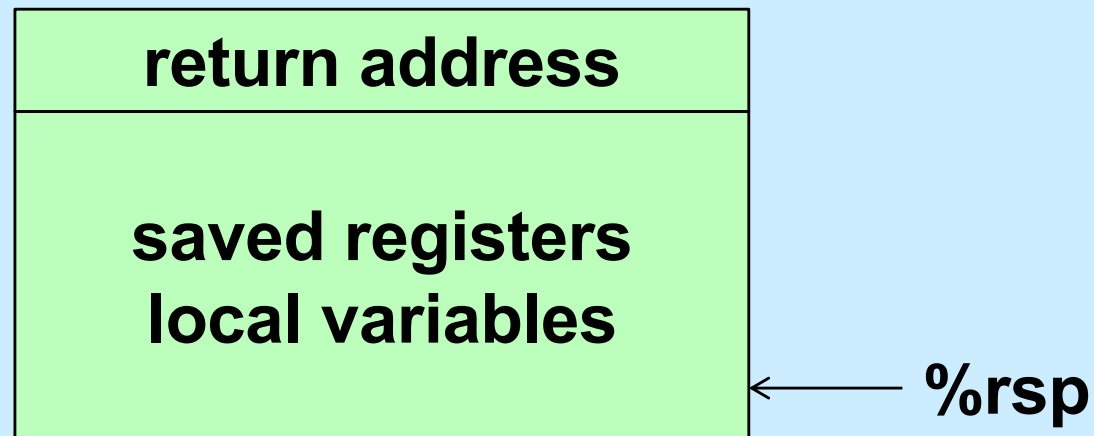 return address
saved registers
local variables
%rsp